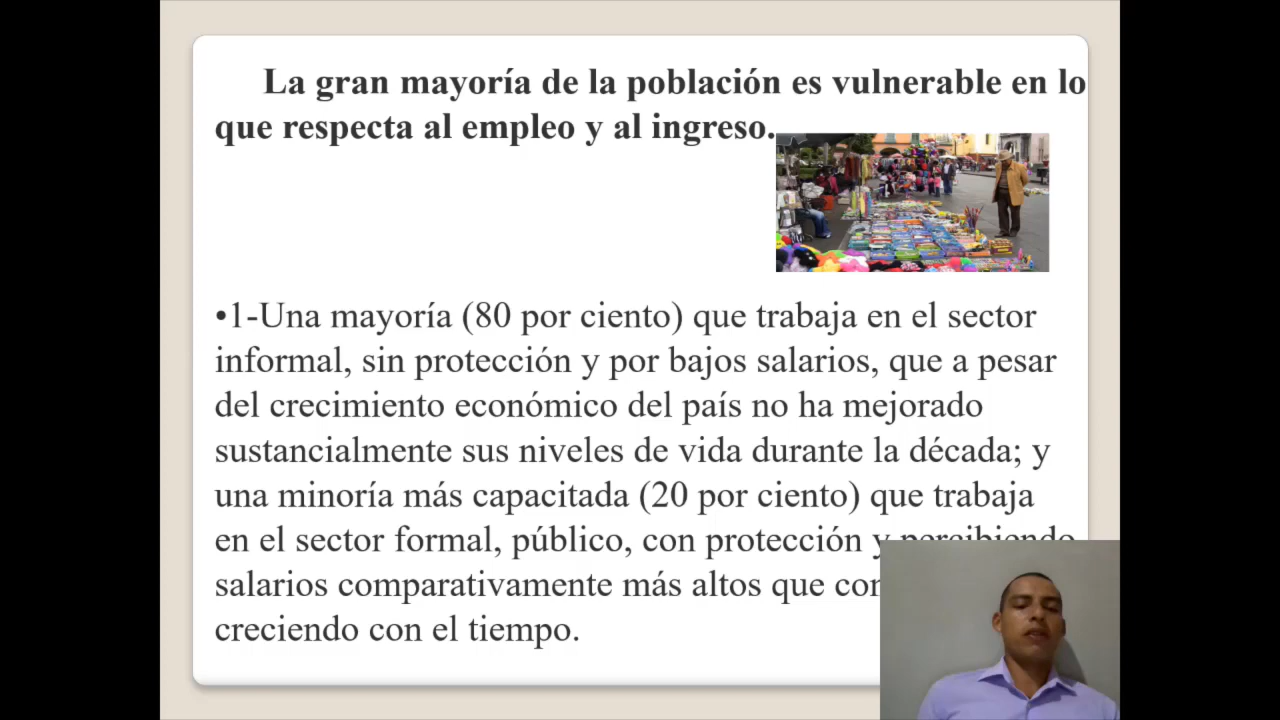 La gran mayoría de la población es vulnerable en lo
que respecta al empleo y al ingreso.
•1-Una mayoría (80 por ciento) que trabaja en el sector
informal, sin protección y por bajos salarios, que a pesar
del crecimiento económico del país no ha mejorado
sustancialmente sus niveles de vida durante la década; y
una minoría más capacitada (20 por ciento) que trabaja
en el sector formal, público, con protección y percibiendo
salarios comparativamente más altos que
creciendo con el tiempo.